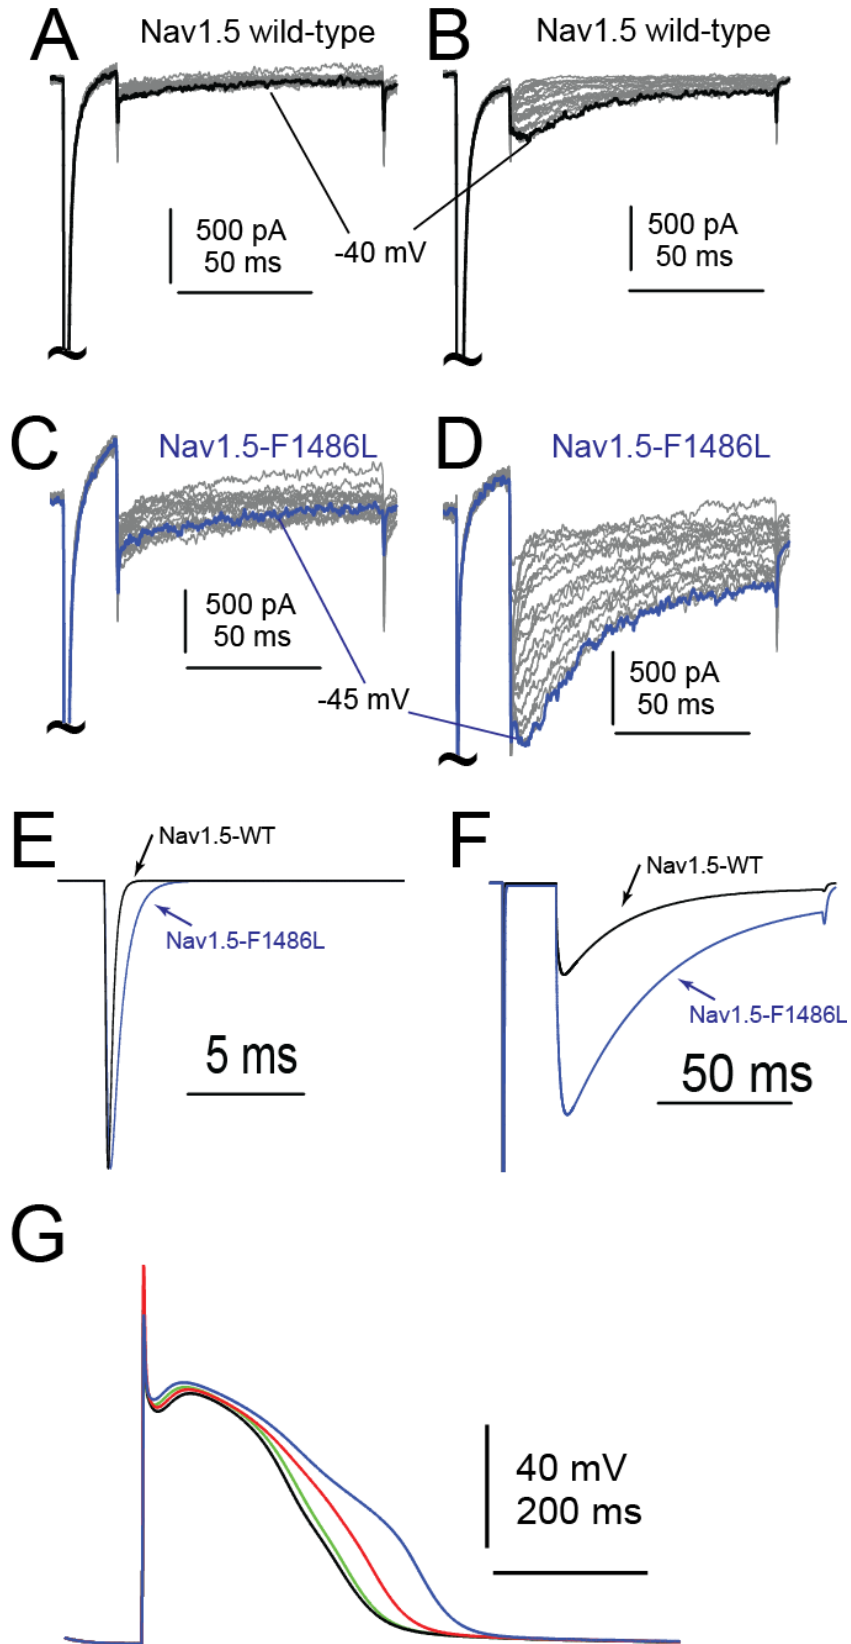 A
Nav1.5 wild-type
B
Nav1.5 wild-type
500 pA
50 ms
-40 mV
500 pA
50 ms
~
~
C
Nav1.5-F1486L
D
Nav1.5-F1486L
500 pA
50 ms
-45 mV
500 pA
50 ms
~
~
E
Nav1.5-WT
Nav1.5-F1486L
5 ms
F
Nav1.5-WT
Nav1.5-F1486L
50 ms
G
40 mV
200 ms